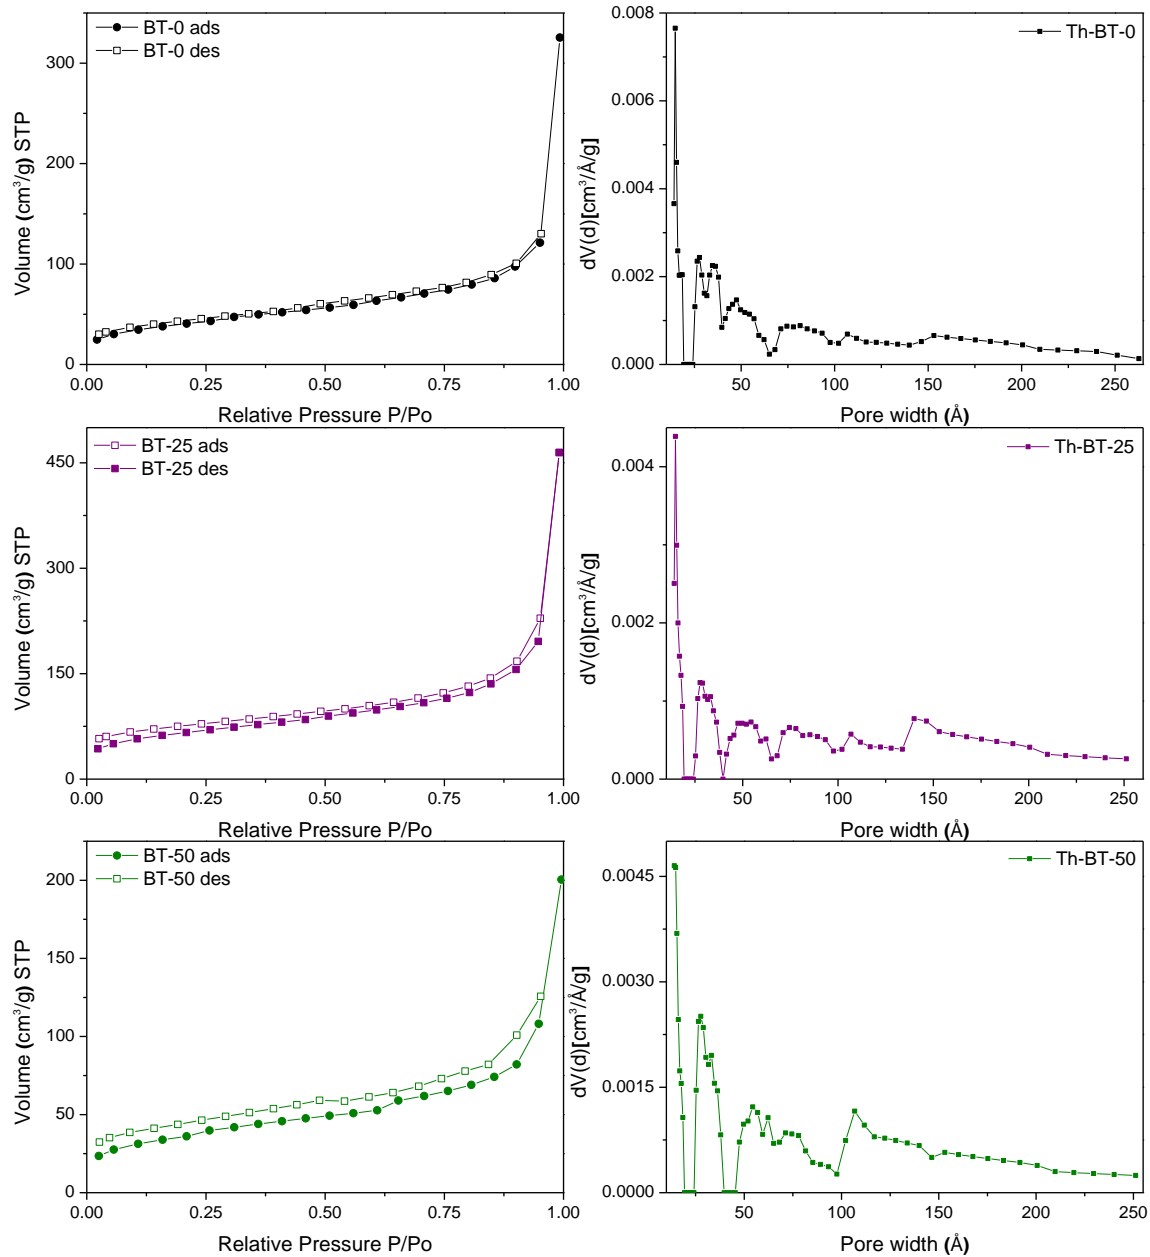 BT-0 ads
BT-0 des
300
200
100
0
0.00 0.25 0.50 0.75 1.00
Volume (cm³/g) STP
Relative Pressure P/Po
Th-BT-0
0.008
0.006
0.004
0.002
0.000
50 100 150 200 250
dV(d)[cm³/Å/g]
Pore width (Å)
BT-25 ads
BT-25 des
450
300
150
0
0.00 0.25 0.50 0.75 1.00
Volume (cm³/g) STP
Relative Pressure P/Po
Th-BT-25
0.004
0.002
0.000
50 100 150 200 250
dV(d)[cm³/Å/g]
Pore width (Å)
BT-50 ads
BT-50 des
200
150
100
50
0
0.00 0.25 0.50 0.75 1.00
Volume (cm³/g) STP
Relative Pressure P/Po
Th-BT-50
0.0045
0.0030
0.0015
0.0000
50 100 150 200 250
dV(d)[cm³/Å/g]
Pore width (Å)